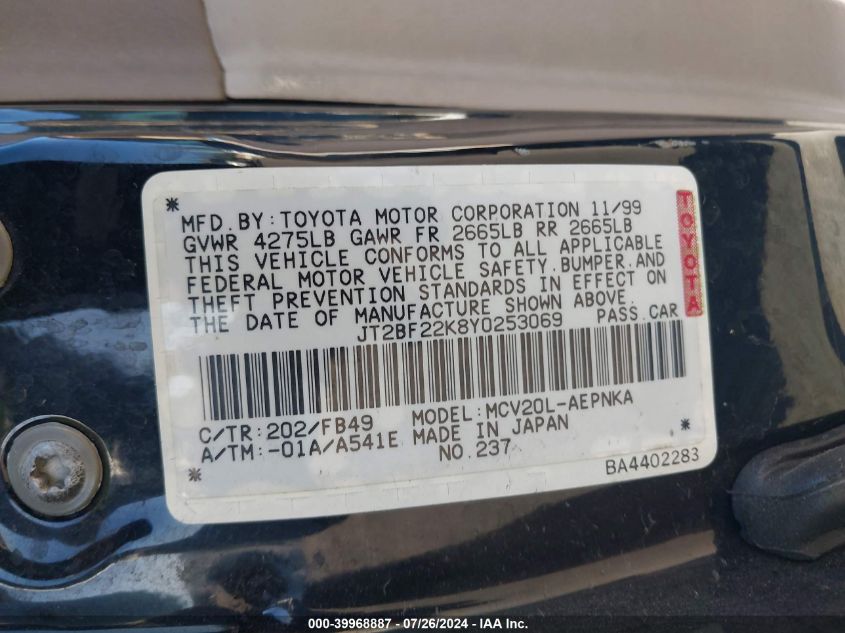 * MFD.BY:TOYOTA MOTOR CORPORATION 11/99
GVWR 4275LB GAWR FR 2665LB RR 2665LB
THIS VEHICLE CONFORMS TO ALL APPLICABLE
FEDERAL MOTOR VEHICLE SAFETY,BUMPER,AND
THEFT PREVENTION STANDARDS IN EFFECT ON
THE DATE OF MANUFACTURE SHOWN ABOVE.
JT2BF22K8Y0253069 PASS.CAR
TOYOTA
C/TR:202/FB49 MODEL:MCV20L-AEPNKA *
A/TM:-01A/A541E MADE IN JAPAN
* NO.237 BA4402283
000-39968887 - 07/26/2024 - Copyright © IAA, LLC.